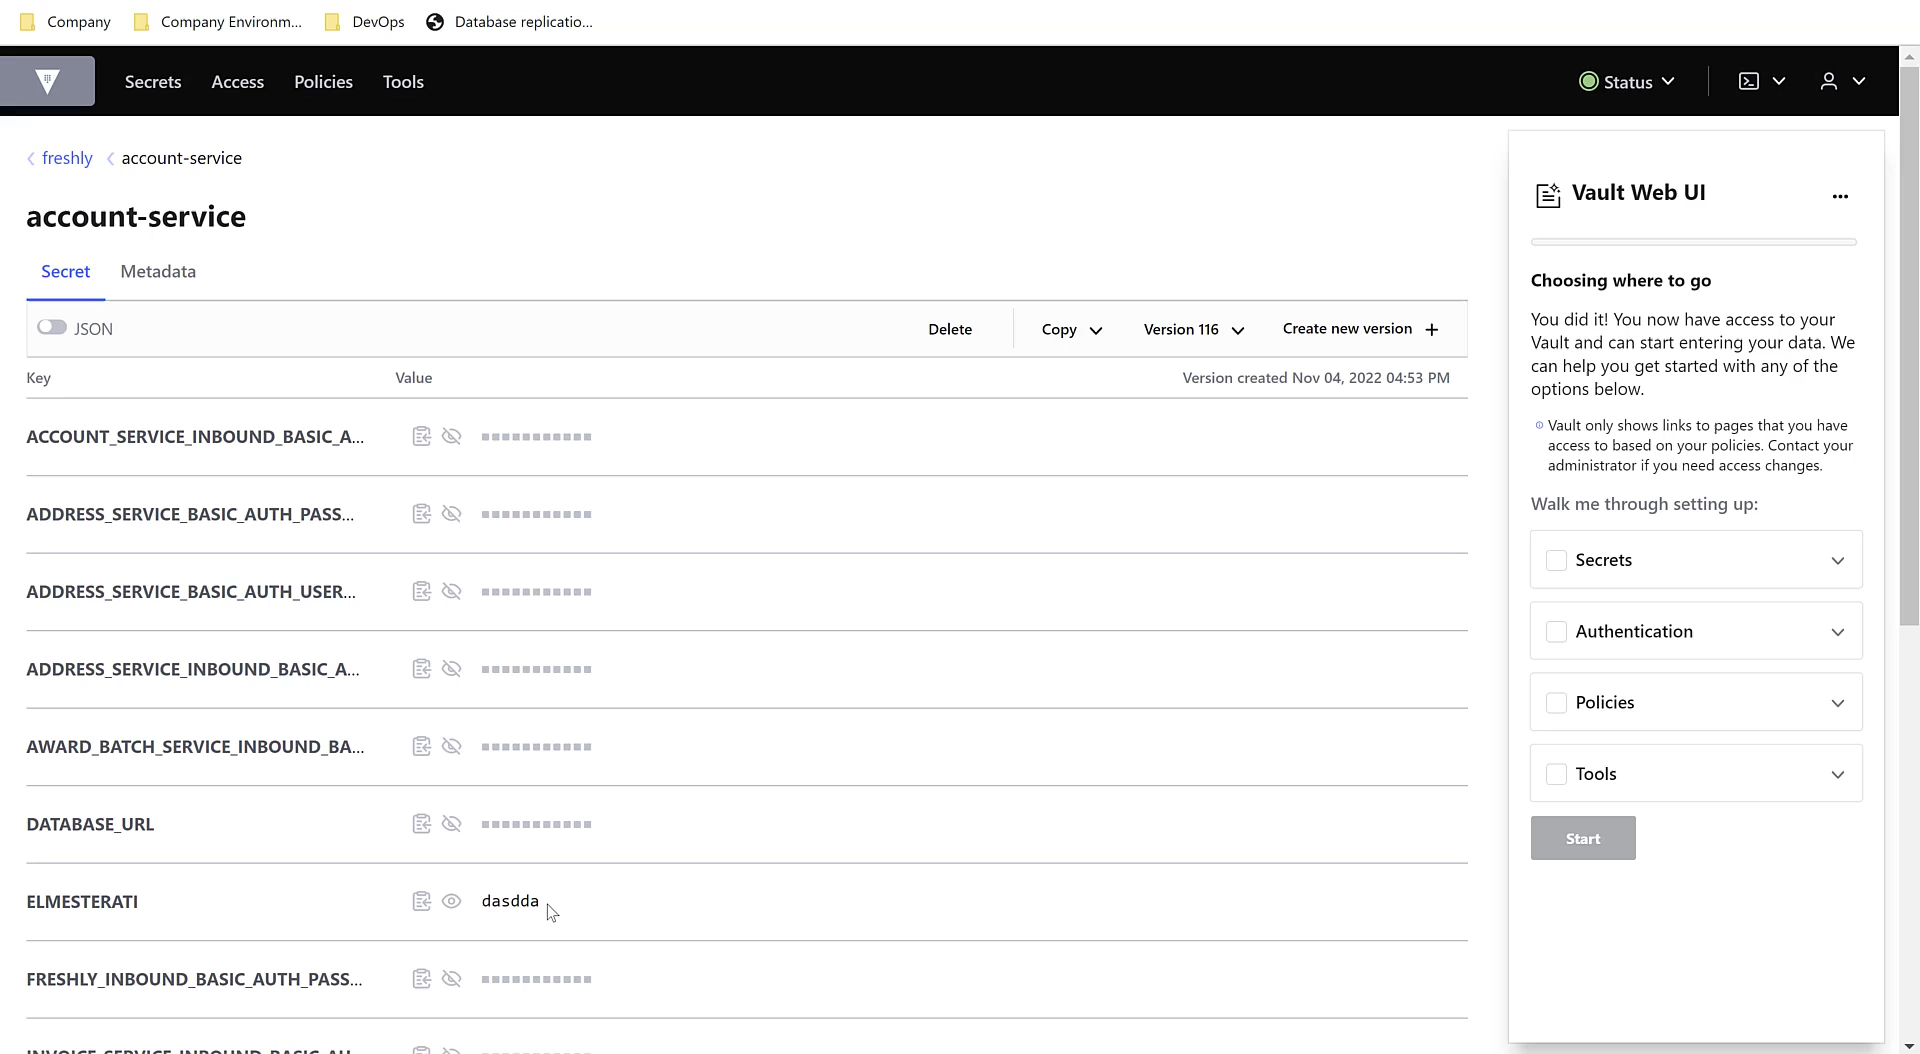 Company
Company Environm...
DevOps
Database replicatio...
Secrets
Access
Policies
Tools
Status
freshly
account-service
account-service
Secret
Metadata
JSON
Delete
Copy
Version 116
Create new version +
Key
Value
Version created Nov 04, 2022 04:53 PM
ACCOUNT_SERVICE_INBOUND_BASIC_A...
ADDRESS_SERVICE_BASIC_AUTH_PASS...
ADDRESS_SERVICE_BASIC_AUTH_USER...
ADDRESS_SERVICE_INBOUND_BASIC_A...
AWARD_BATCH_SERVICE_INBOUND_BA...
DATABASE_URL
ELMESTERATI
dasdda
FRESHLY_INBOUND_BASIC_AUTH_PASS...
INVOICE_SERVICE_INBOUND_BASIC_AU...
Vault Web UI
Choosing where to go
You did it! You now have access to your
Vault and can start entering your data. We
can help you get started with any of the
options below.
Vault only shows links to pages that you have
access to based on your policies. Contact your
administrator if you need access changes.
Walk me through setting up:
Secrets
Authentication
Policies
Tools
Start